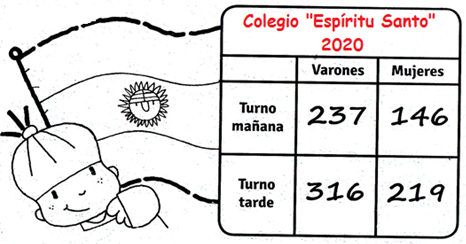 Colegio "Espíritu Santo"
2020
Varones Mujeres
Turno mañana 237 146
Turno tarde 316 219